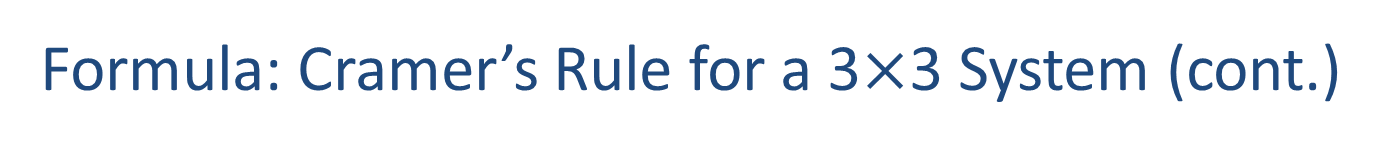 Formula: Cramer’s Rule for a 3×3 System (cont.)